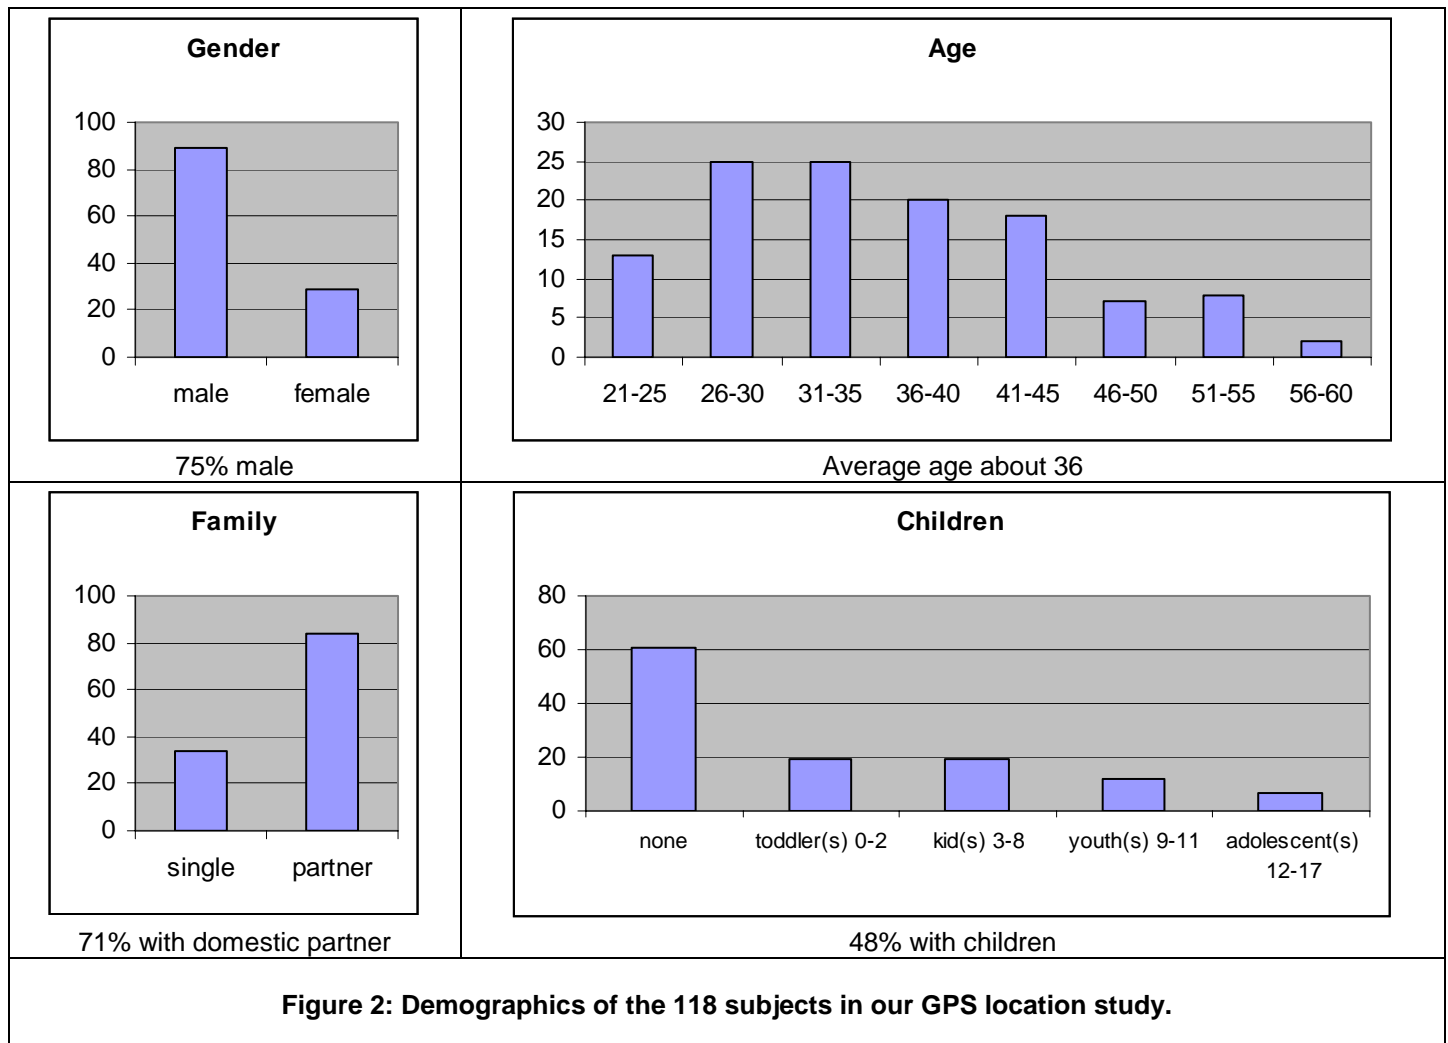 Gender
100
80
60
40
20
0
male female
75% male
Age
30
25
20
15
10
5
0
21-25 26-30 31-35 36-40 41-45 46-50 51-55 56-60
Average age about 36
Family
100
80
60
40
20
0
single partner
71% with domestic partner
Children
80
60
40
20
0
none toddler(s) 0-2 kid(s) 3-8 youth(s) 9-11 adolescent(s)
12-17
48% with children
Figure 2: Demographics of the 118 subjects in our GPS location study.